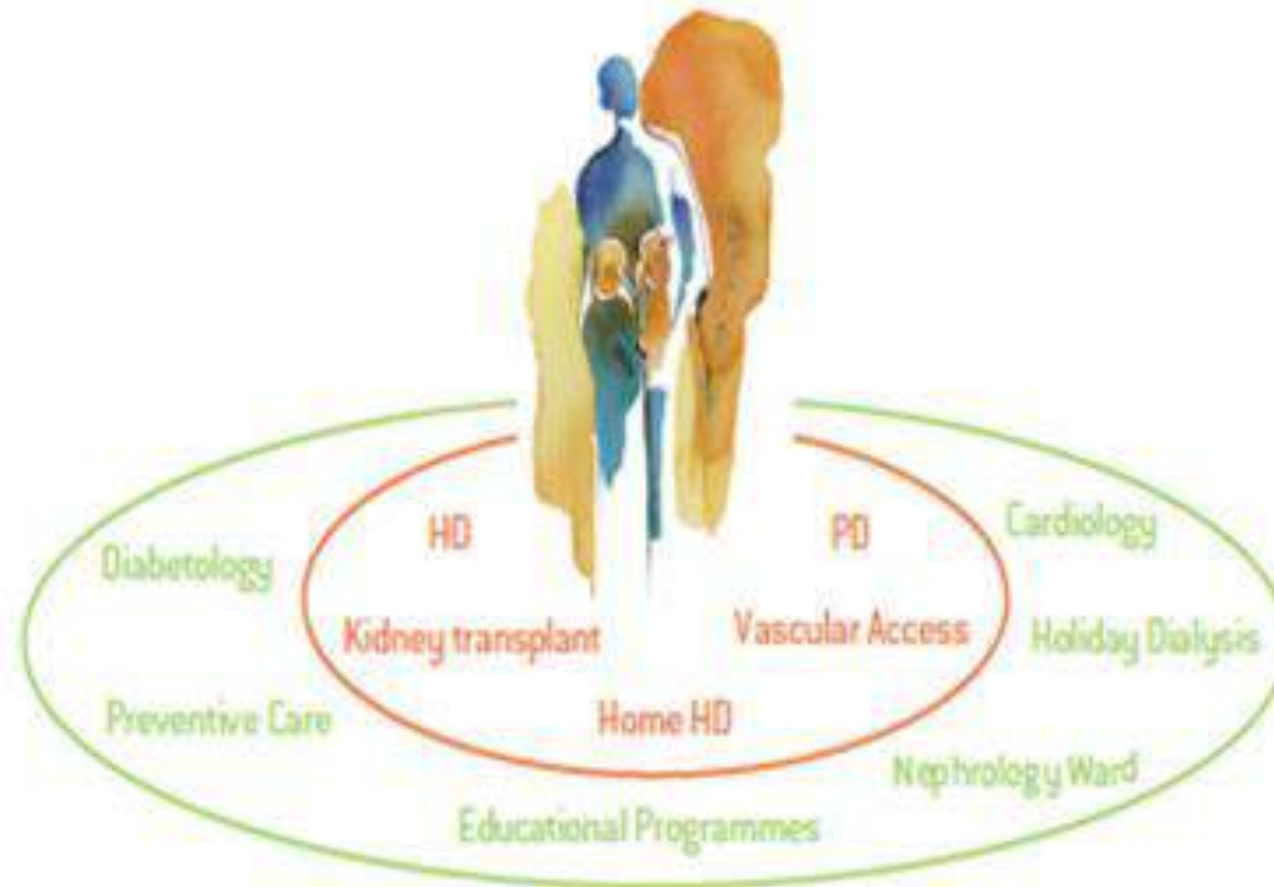 HD
PD
Cardiology
Diabetology
Kidney transplant
Vascular Access
Holiday Dialysis
Preventive Care
Home HD
Nephrology Ward
Educational Programmes